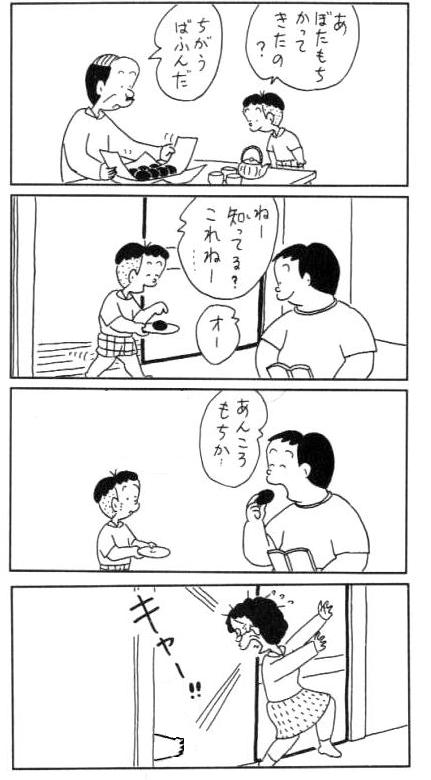 あ
ぼたもち
かって
きたの
?
ちがう
ばふんだ
ねー
知ってる?
これねー…
オー
あんころ
もちか…
キャー!!